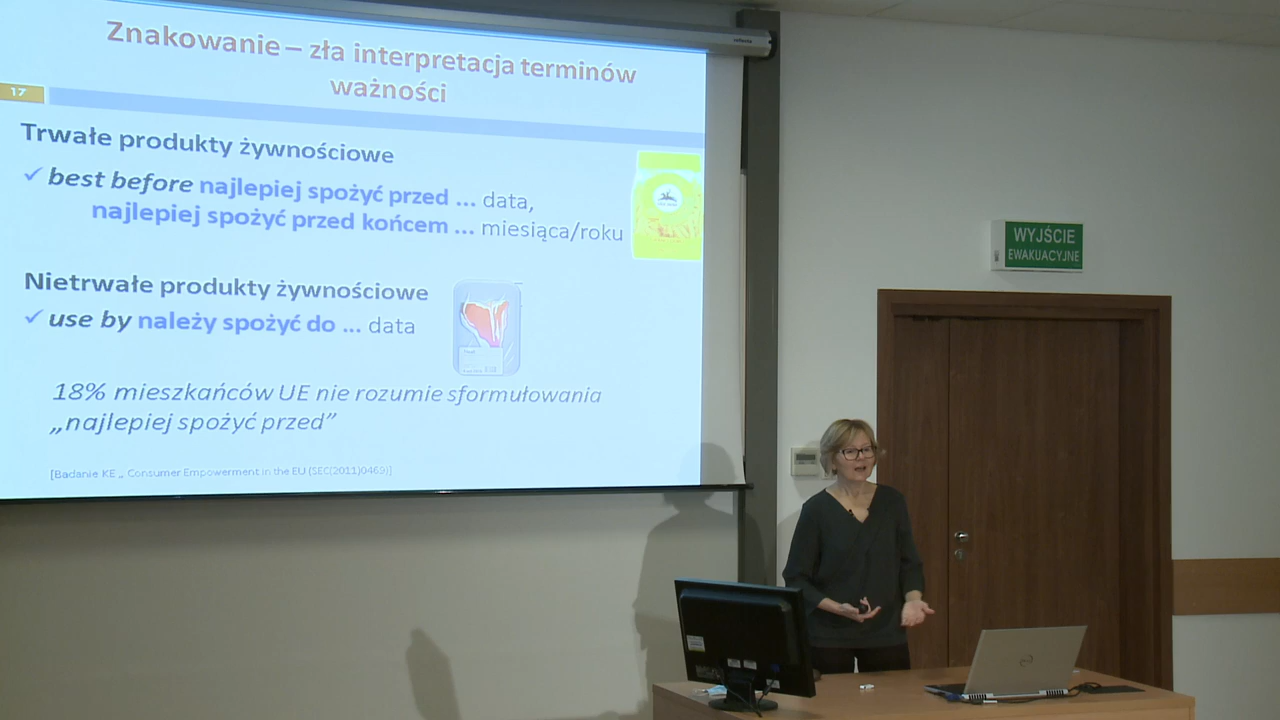 Znakowanie – zła interpretacja terminów
ważności
17
Trwałe produkty żywnościowe
✓ best before najlepiej spożyć przed ... data,
najlepiej spożyć przed końcem ... miesiąca/roku
Nietrwałe produkty żywnościowe
✓ use by należy spożyć do ... data
18% mieszkańców UE nie rozumie sformułowania
„najlepiej spożyć przed”
[Badanie KE „ Consumer Empowerment in the EU (SEC(2011)0469)]
WYJŚCIE
EWAKUACYJNE